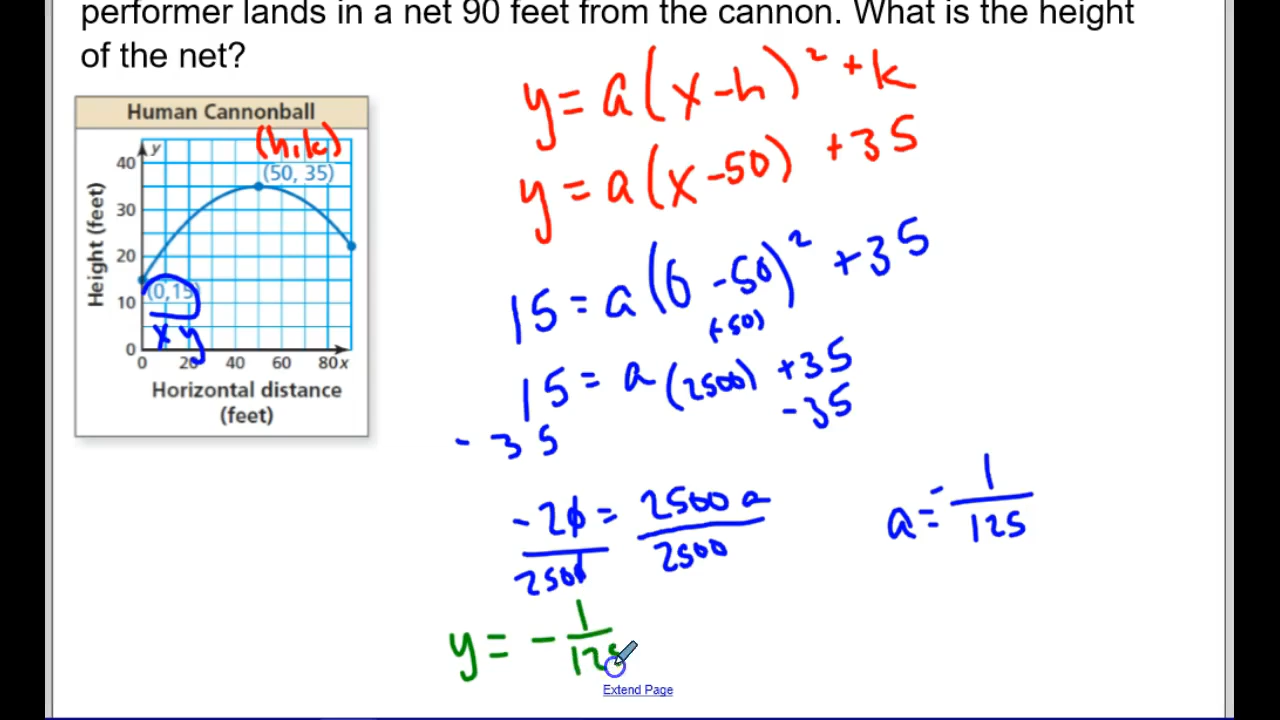 performer lands in a net 90 feet from the cannon. What is the height
of the net?
Human Cannonball
y
(h,k)
(50, 35)
40
30
20
10
0
(0,15
x y
0 20 40 60 80 x
Height (feet)
Horizontal distance
(feet)
y = a(x-h)² + k
y = a(x-50) + 35
15 = a(0-50)² + 35
(-50)
15 = a(2500) + 35
- 35 - 35
-20 = 2500a
2500 2500
a = -1/125
y = -1/125
Extend Page